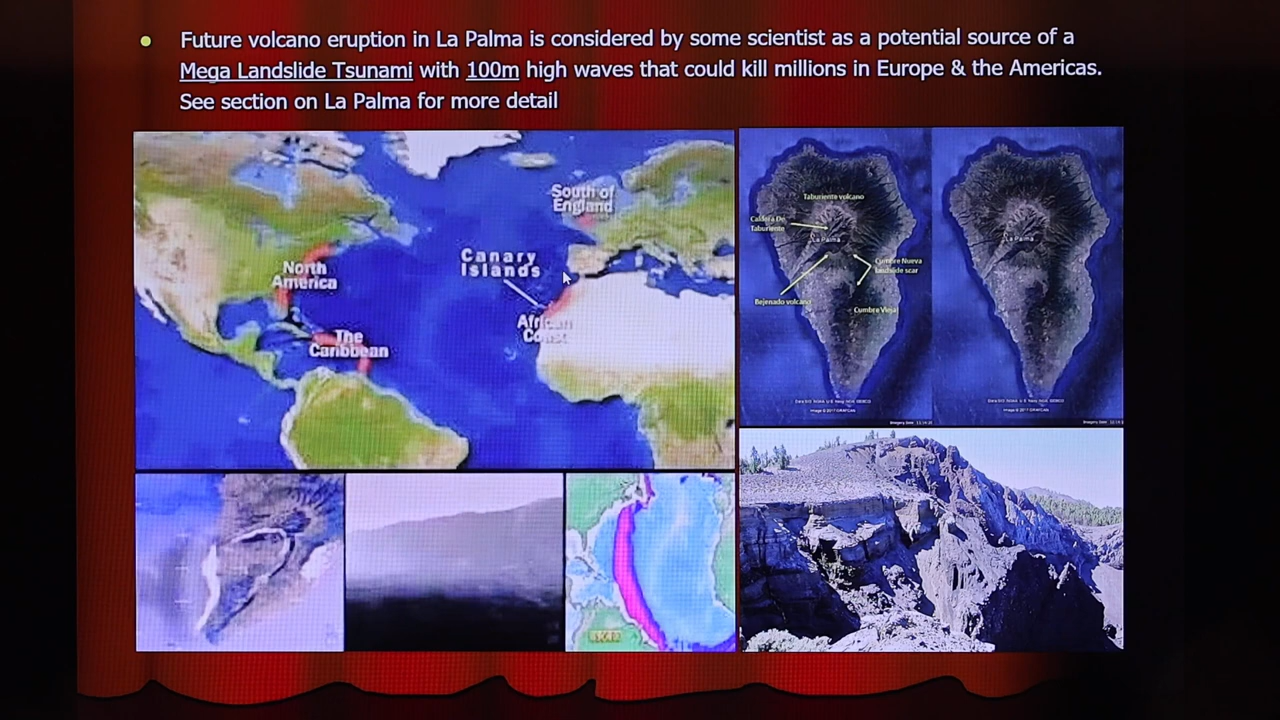 Future volcano eruption in La Palma is considered by some scientist as a potential source of a
Mega Landslide Tsunami with 100m high waves that could kill millions in Europe & the Americas.
See section on La Palma for more detail
South of
England
Canary
Islands
North
America
African
Coast
The
Caribbean
Taburiente volcano
Caldera De
Taburiente
La Palma
Cumbre Nueva
landslide scar
Bejenado volcano
Cumbre Vieja
La Palma